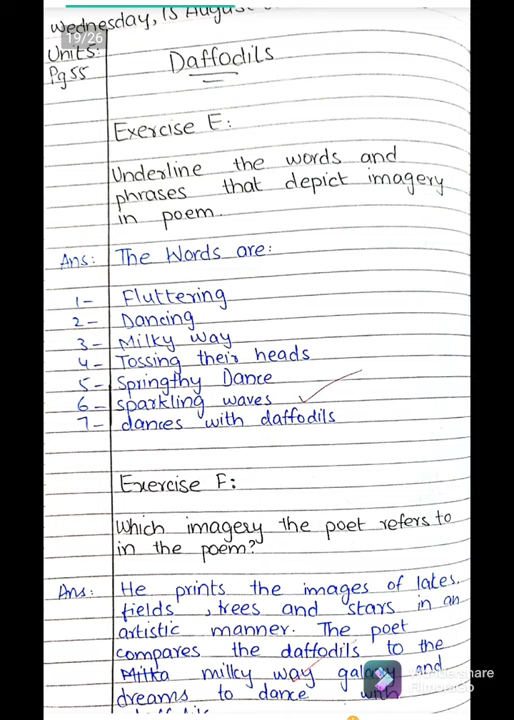 Wednesday, 15 August
19/26
Unit 5:
Pg 55
Daffodils
Exercise E:
Underline the words and
phrases that depict imagery
in poem.
Ans: The Words are:
1- Fluttering
2- Dancing
3- Milky way
4- Tossing their heads
5- Springthy Dance
6- sparkling waves
7- dances with daffodils
Exercise F:
Which imagery the poet refers to
in the poem?
Ans: He prints the images of lakes.
fields , trees and stars in an
artistic manner. The poet
compares the daffodils to the
milky way galaxy and
dreams to dance with